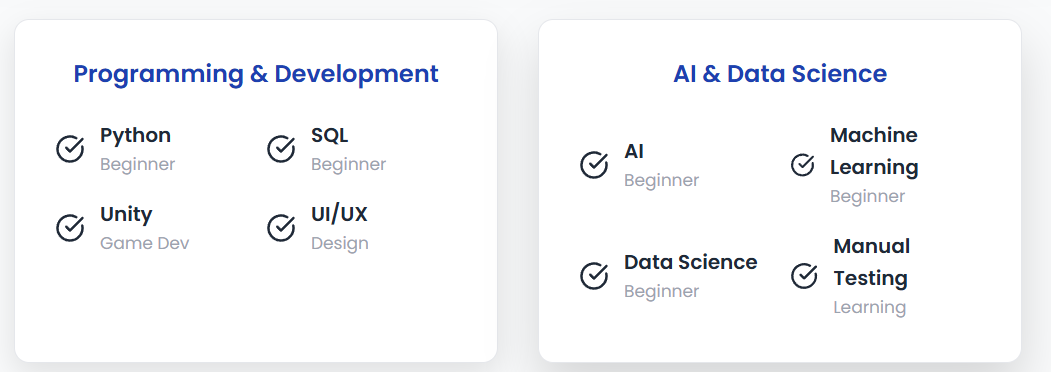 Programming & Development
Python
Beginner
SQL
Beginner
Unity
Game Dev
UI/UX
Design
AI & Data Science
AI
Beginner
Machine
Learning
Beginner
Data Science
Beginner
Manual
Testing
Learning